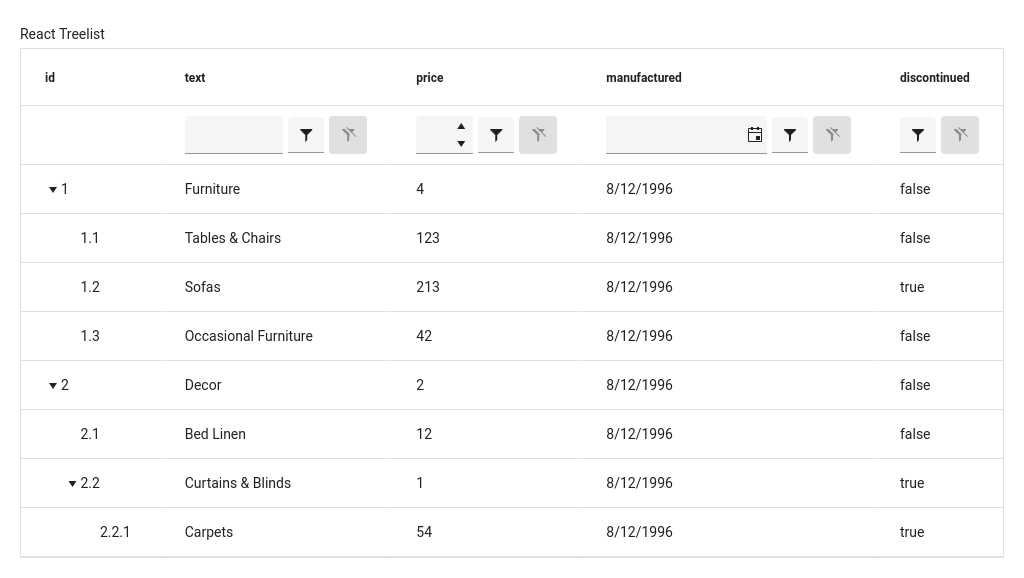 React Treelist
id text price manufactured discontinued
1 Furniture 4 8/12/1996 false
1.1 Tables & Chairs 123 8/12/1996 false
1.2 Sofas 213 8/12/1996 true
1.3 Occasional Furniture 42 8/12/1996 false
2 Decor 2 8/12/1996 false
2.1 Bed Linen 12 8/12/1996 false
2.2 Curtains & Blinds 1 8/12/1996 true
2.2.1 Carpets 54 8/12/1996 true